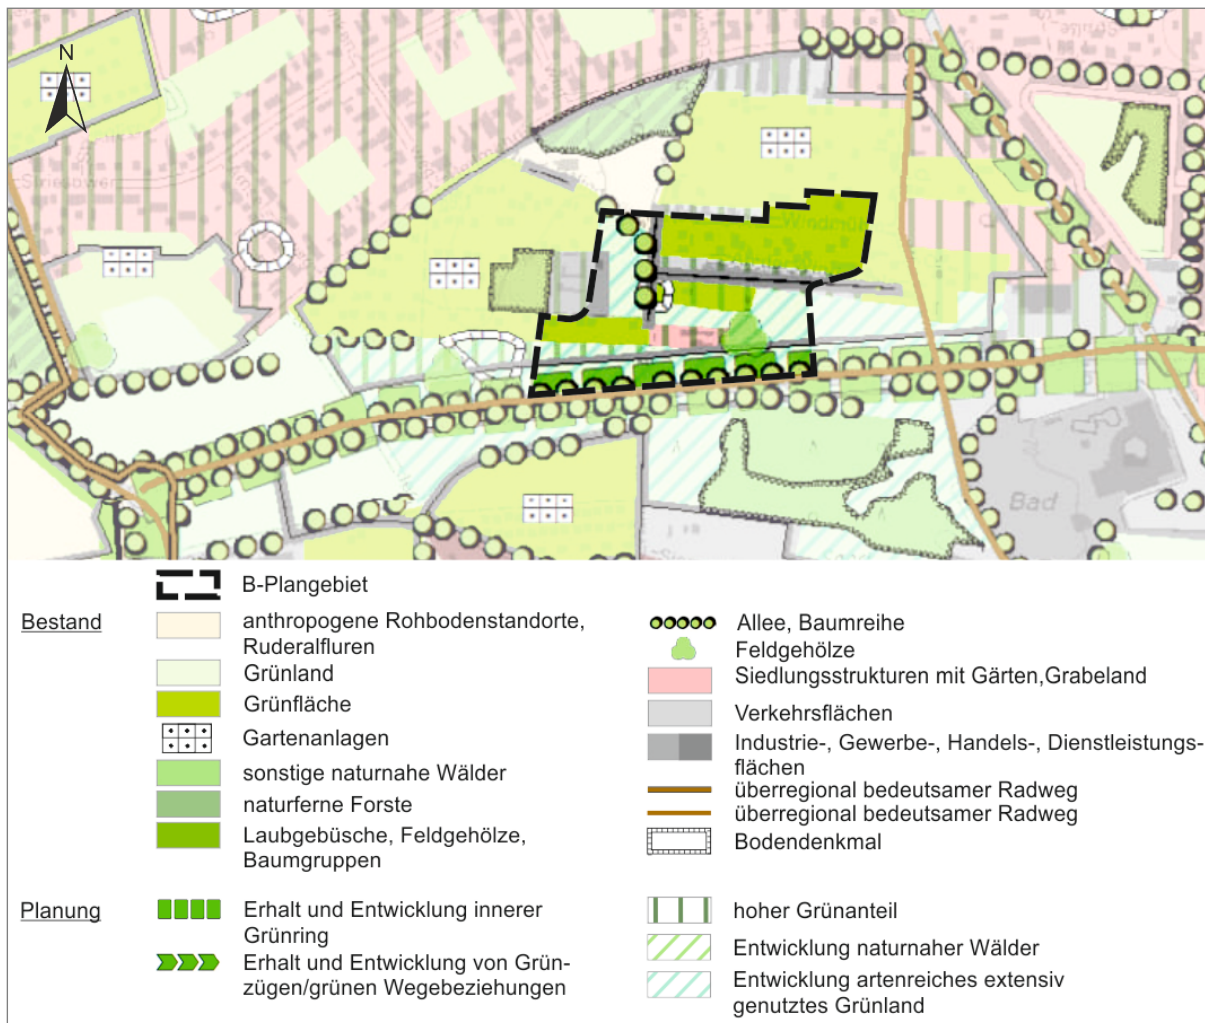 N
Bad
B-Plangebiet
Bestand
anthropogene Rohbodenstandorte,
Ruderalfluren
Grünland
Grünfläche
Gartenanlagen
sonstige naturnahe Wälder
naturferne Forste
Laubgebüsche, Feldgehölze,
Baumgruppen
Allee, Baumreihe
Feldgehölze
Siedlungsstrukturen mit Gärten,Grabeland
Verkehrsflächen
Industrie-, Gewerbe-, Handels-, Dienstleistungs-
flächen
überregional bedeutsamer Radweg
überregional bedeutsamer Radweg
Bodendenkmal
Planung
Erhalt und Entwicklung innerer
Grünring
Erhalt und Entwicklung von Grün-
zügen/grünen Wegebeziehungen
hoher Grünanteil
Entwicklung naturnaher Wälder
Entwicklung artenreiches extensiv
genutztes Grünland